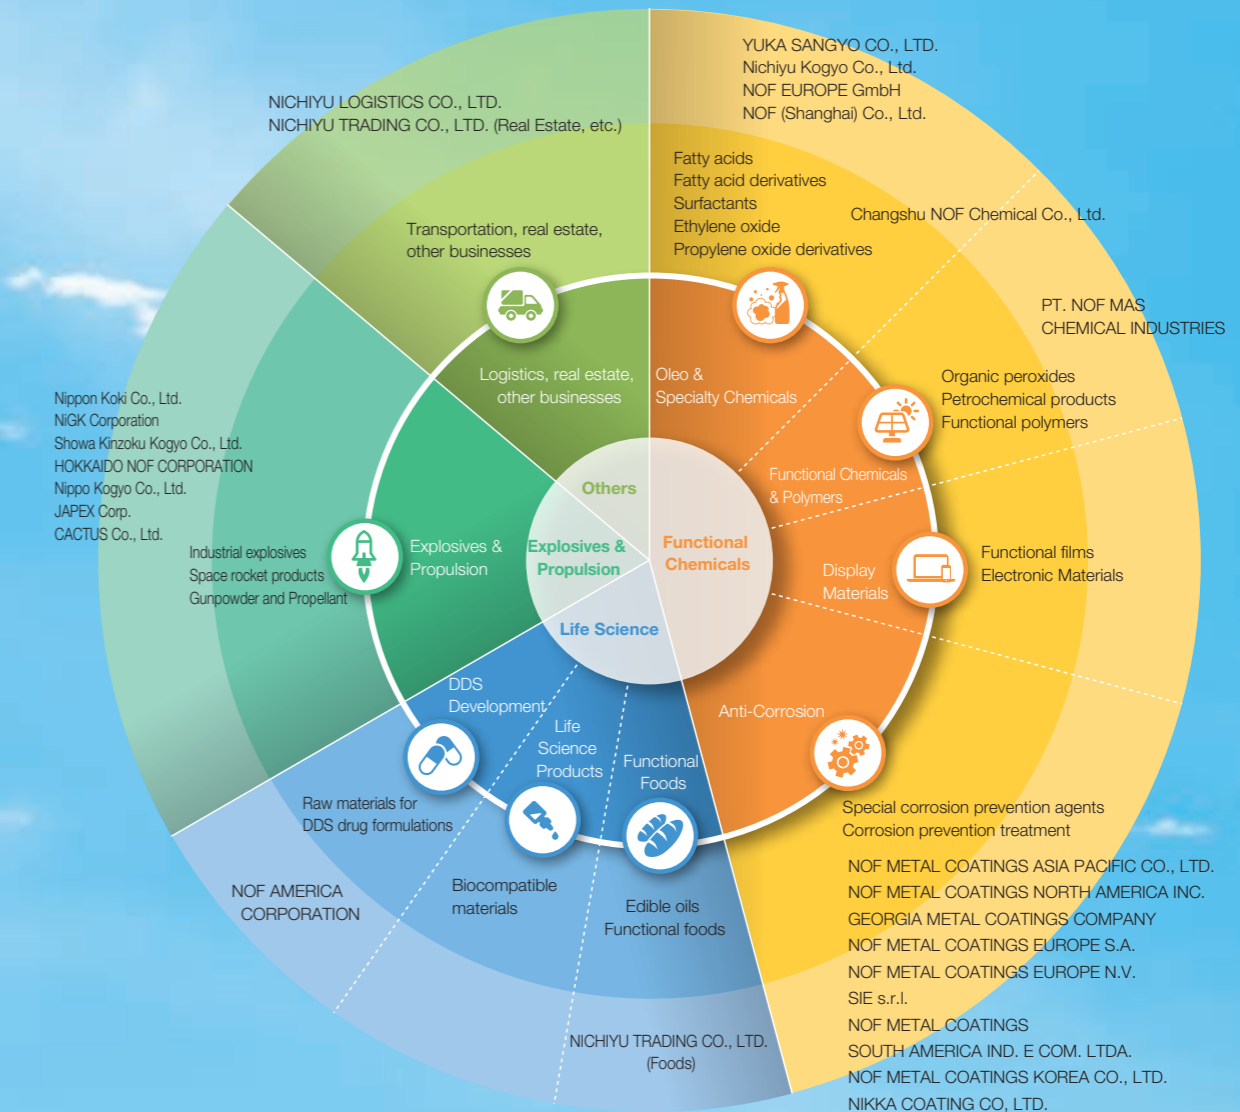 NICHIYU LOGISTICS CO., LTD.
NICHIYU TRADING CO., LTD. (Real Estate, etc.)
Transportation, real estate,
other businesses
Logistics, real estate,
other businesses
Others
YUKA SANGYO CO., LTD.
Nichiyu Kogyo Co., Ltd.
NOF EUROPE GmbH
NOF (Shanghai) Co., Ltd.
Fatty acids
Fatty acid derivatives
Surfactants
Ethylene oxide
Propylene oxide derivatives
Changshu NOF Chemical Co., Ltd.
PT. NOF MAS
CHEMICAL INDUSTRIES
Oleo &
Specialty Chemicals
Organic peroxides
Petrochemical products
Functional polymers
Functional Chemicals
& Polymers
Functional
Chemicals
Display
Materials
Functional films
Electronic Materials
Anti-Corrosion
Special corrosion prevention agents
Corrosion prevention treatment
NOF METAL COATINGS ASIA PACIFIC CO., LTD.
NOF METAL COATINGS NORTH AMERICA INC.
GEORGIA METAL COATINGS COMPANY
NOF METAL COATINGS EUROPE S.A.
NOF METAL COATINGS EUROPE N.V.
SIE s.r.l.
NOF METAL COATINGS
SOUTH AMERICA IND. E COM. LTDA.
NOF METAL COATINGS KOREA CO., LTD.
NIKKA COATING CO, LTD.
Nippon Koki Co., Ltd.
NiGK Corporation
Showa Kinzoku Kogyo Co., Ltd.
HOKKAIDO NOF CORPORATION
Nippo Kogyo Co., Ltd.
JAPEX Corp.
CACTUS Co., Ltd.
Industrial explosives
Space rocket products
Gunpowder and Propellant
Explosives &
Propulsion
Explosives &
Propulsion
Life Science
DDS
Development
Life
Science
Products
Functional
Foods
Raw materials for
DDS drug formulations
Biocompatible
materials
Edible oils
Functional foods
NOF AMERICA
CORPORATION
NICHIYU TRADING CO., LTD.
(Foods)